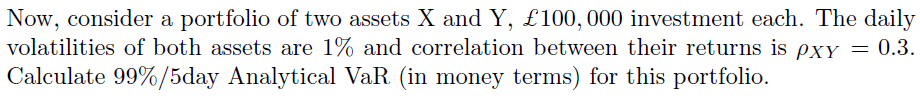 Now, consider a portfolio of two assets X and Y, £100,000 investment each. The daily
volatilities of both assets are 1% and correlation between their returns is ρXY = 0.3.
Calculate 99%/5day Analytical VaR (in money terms) for this portfolio.